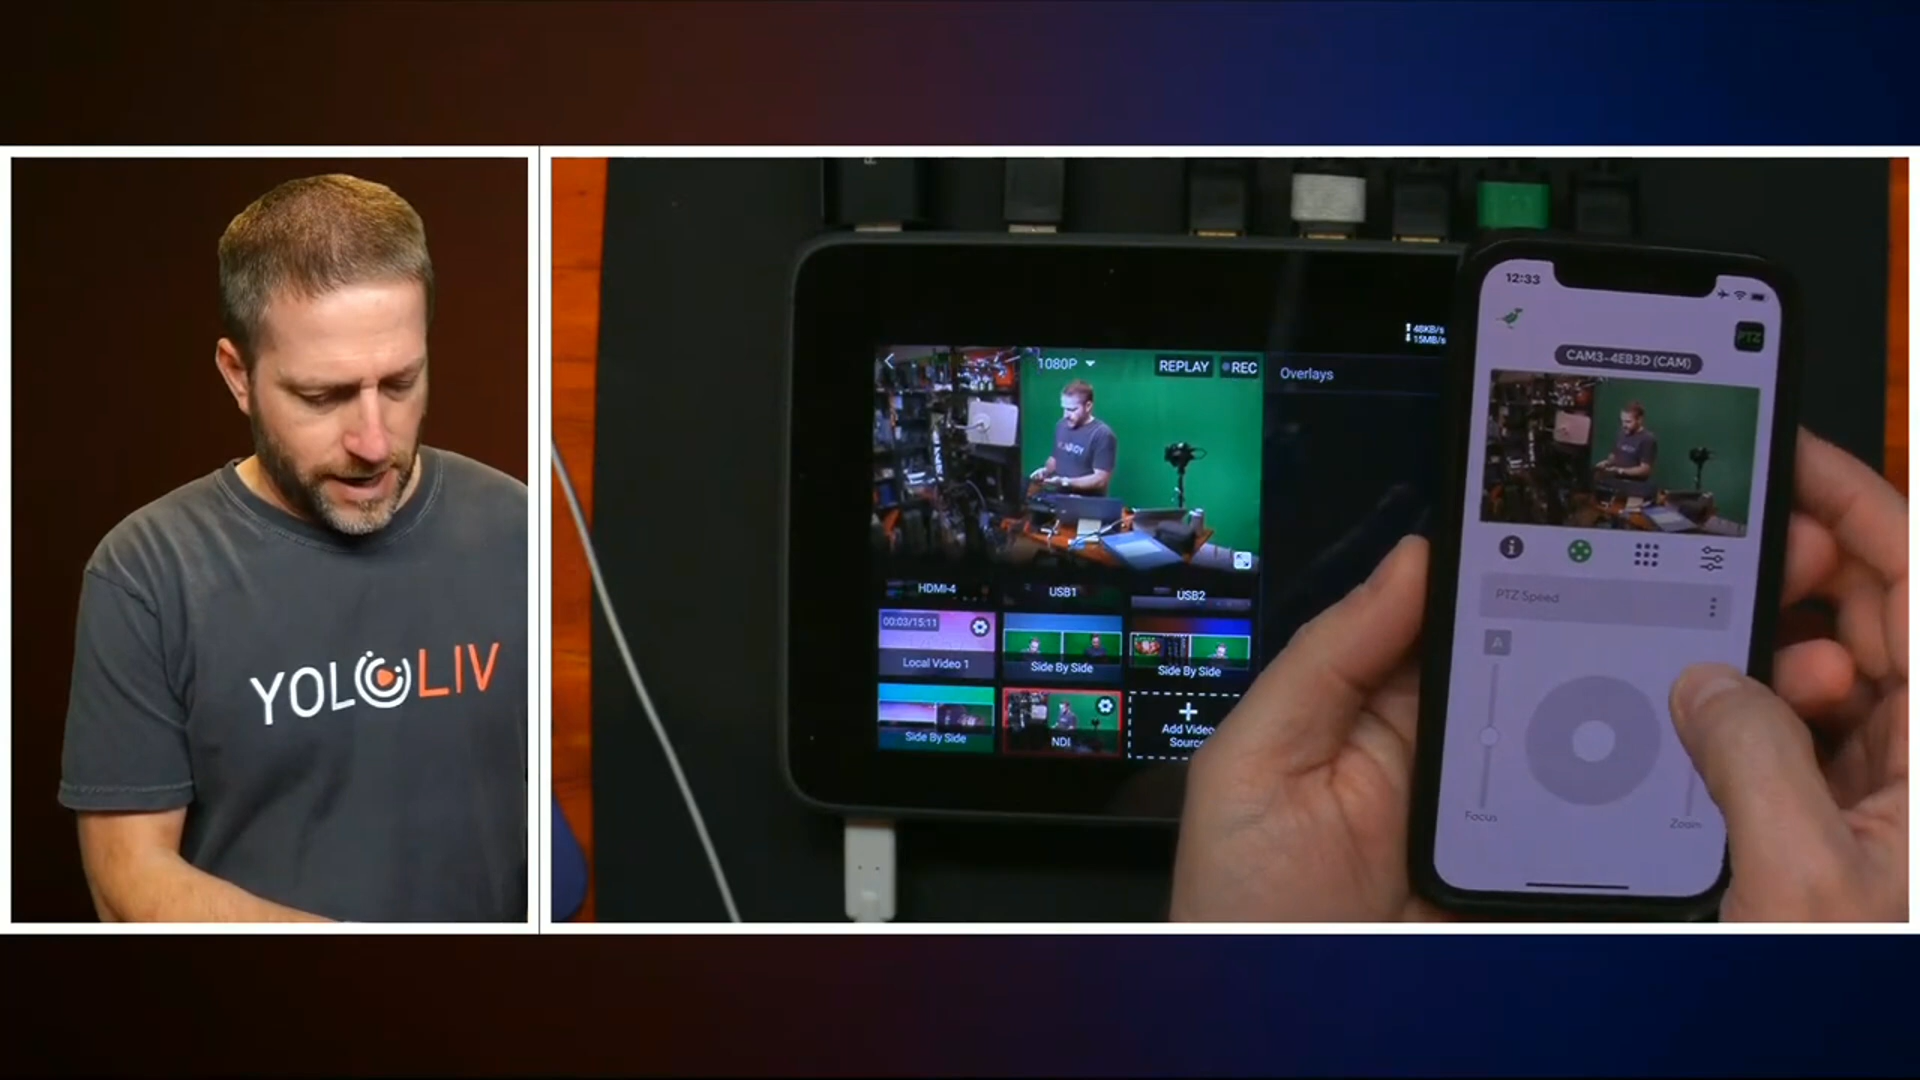 YOLOLIV
1080P
REPLAY
REC
Overlays
48KB/s
15MB/s
HDMI-4
USB1
USB2
00:03/15:11
Local Video 1
Side By Side
Side By Side
Side By Side
NDI
Add Video
Source
12:33
PTZ
CAM3-4EB3D (CAM)
PTZ Speed
A
Focus
Zoom